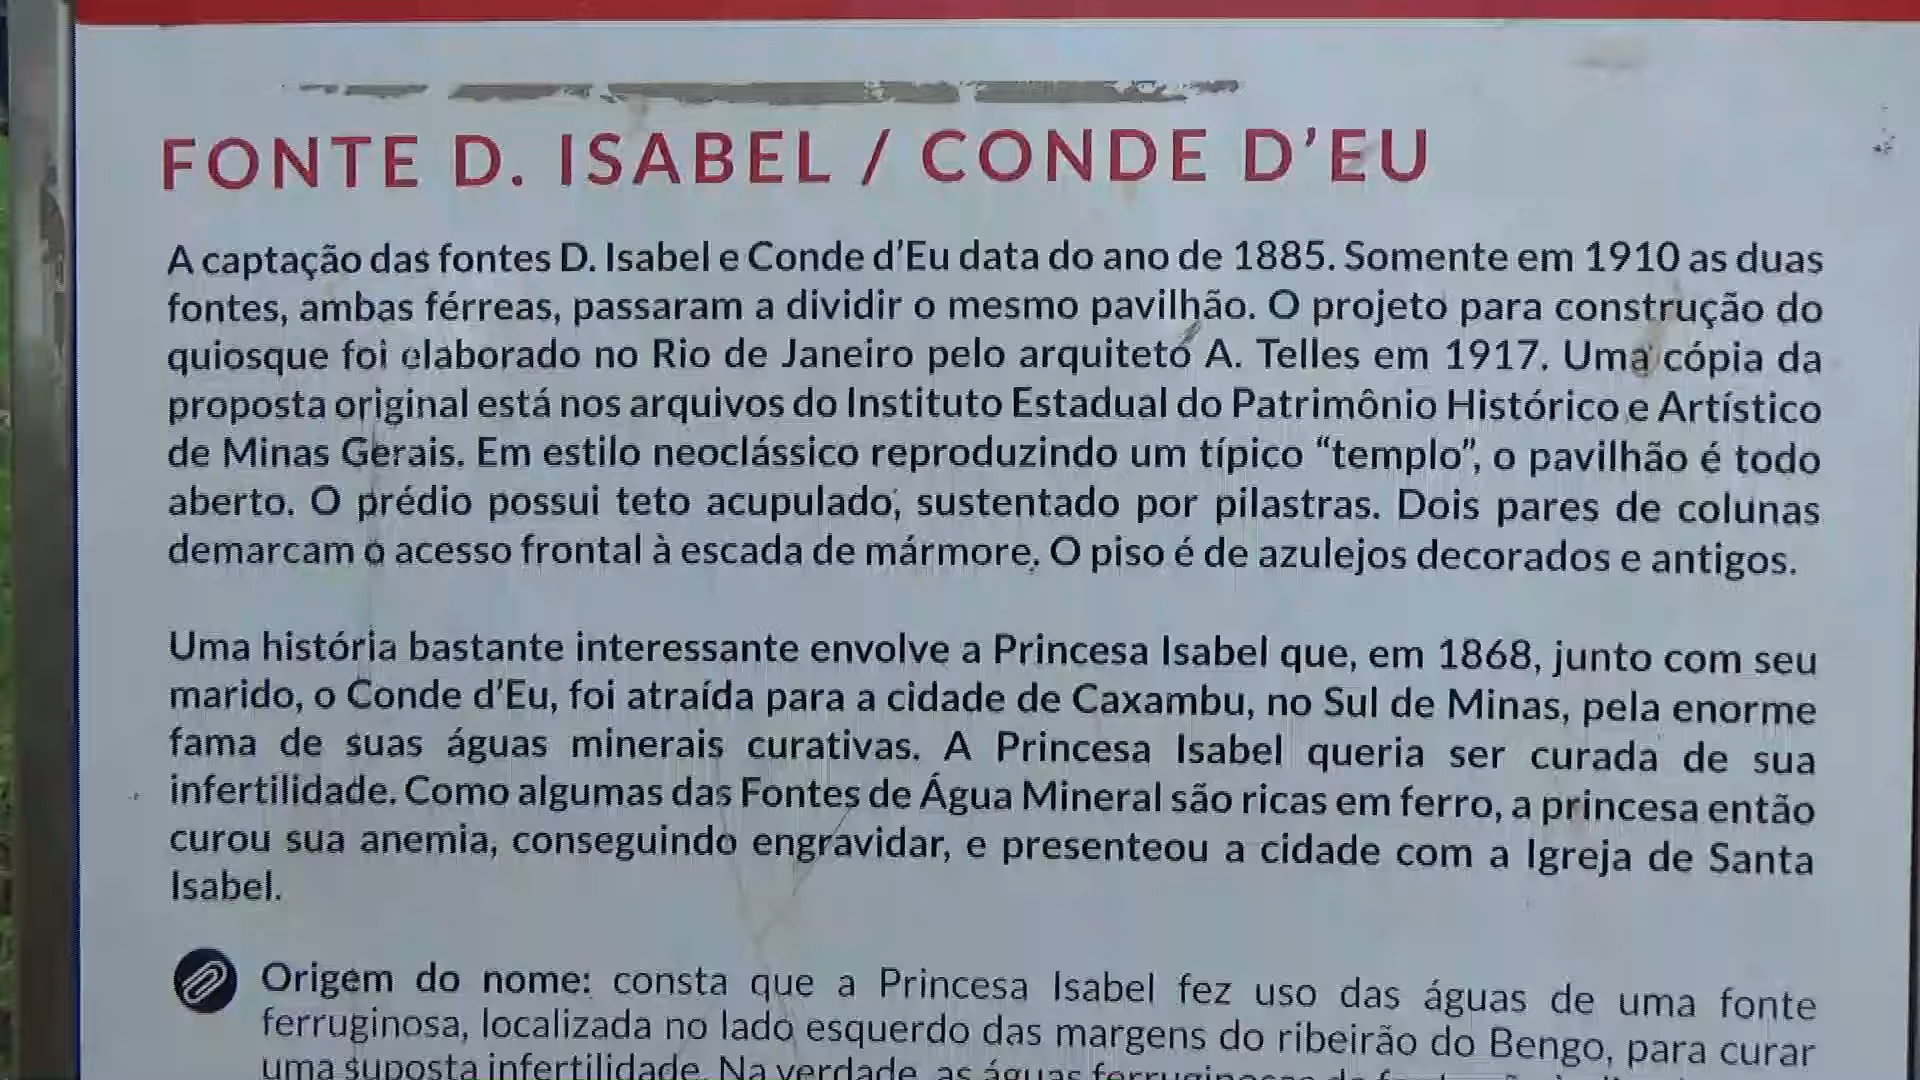 FONTE D. ISABEL / CONDE D'EU
A captação das fontes D. Isabel e Conde d'Eu data do ano de 1885. Somente em 1910 as duas
fontes, ambas férreas, passaram a dividir o mesmo pavilhão. O projeto para construção do
quiosque foi elaborado no Rio de Janeiro pelo arquiteto A. Telles em 1917. Uma cópia da
proposta original está nos arquivos do Instituto Estadual do Patrimônio Histórico e Artístico
de Minas Gerais. Em estilo neoclássico reproduzindo um típico “templo”, o pavilhão é todo
aberto. O prédio possui teto acupulado, sustentado por pilastras. Dois pares de colunas
demarcam o acesso frontal à escada de mármore. O piso é de azulejos decorados e antigos.
Uma história bastante interessante envolve a Princesa Isabel que, em 1868, junto com seu
marido, o Conde d'Eu, foi atraída para a cidade de Caxambu, no Sul de Minas, pela enorme
fama de suas águas minerais curativas. A Princesa Isabel queria ser curada de sua
infertilidade. Como algumas das Fontes de Água Mineral são ricas em ferro, a princesa então
curou sua anemia, conseguindo engravidar, e presenteou a cidade com a Igreja de Santa
Isabel.
Origem do nome: consta que a Princesa Isabel fez uso das águas de uma fonte
ferruginosa, localizada no lado esquerdo das margens do ribeirão do Bengo, para curar
uma suposta infertilidade. Na verdade, as águas ferruginosas